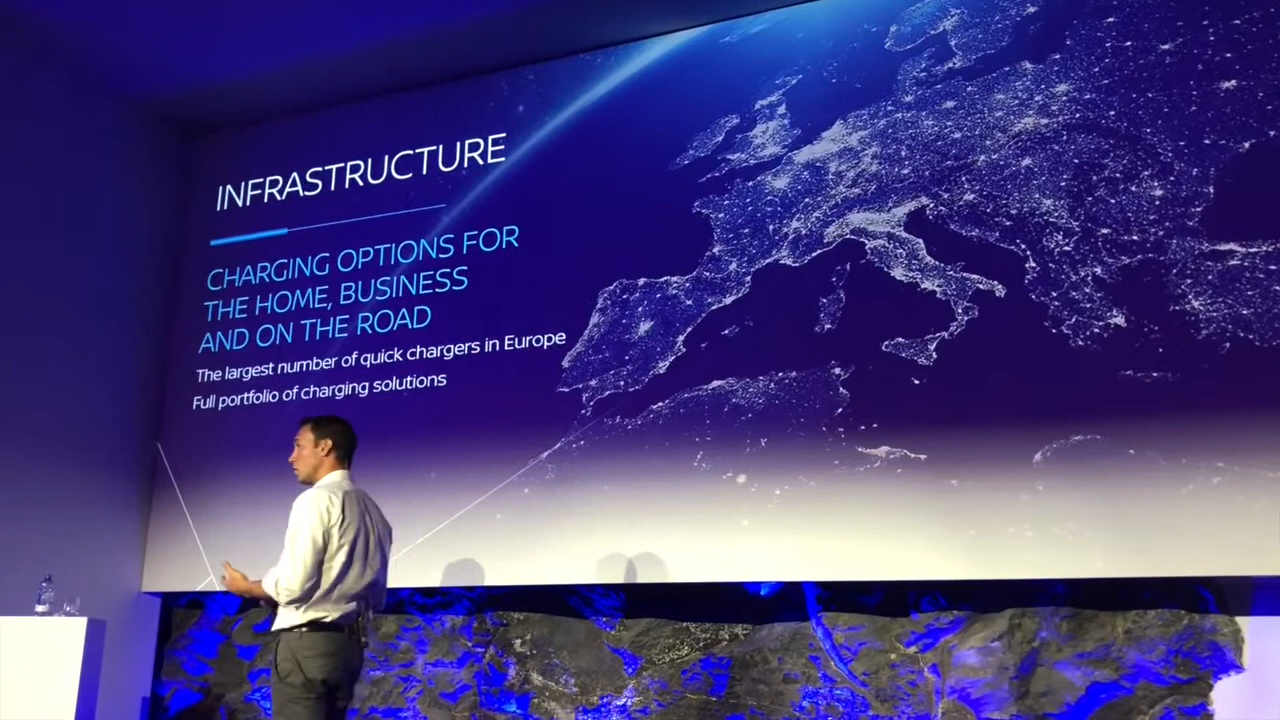 INFRASTRUCTURE
CHARGING OPTIONS FOR
THE HOME, BUSINESS
AND ON THE ROAD
The largest number of quick chargers in Europe
Full portfolio of charging solutions